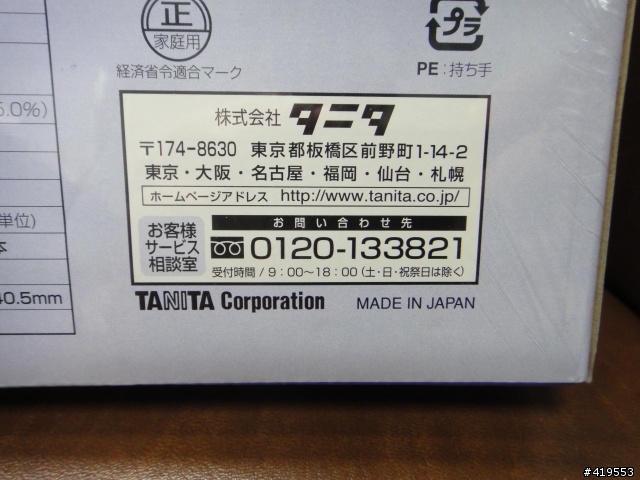 正
家庭用
経済省令適合マーク
プラ
PE：持ち手
5.0%)
単位)
本
40.5mm
株式会社 タニタ
〒174-8630 東京都板橋区前野町1-14-2
東京・大阪・名古屋・福岡・仙台・札幌
ホームページアドレス http://www.tanita.co.jp/
お客様
サービス
相談室
お問い合わせ先
0120-133821
受付時間/9：00〜18：00(土・日・祝祭日は除く)
TANITA Corporation MADE IN JAPAN
#419553